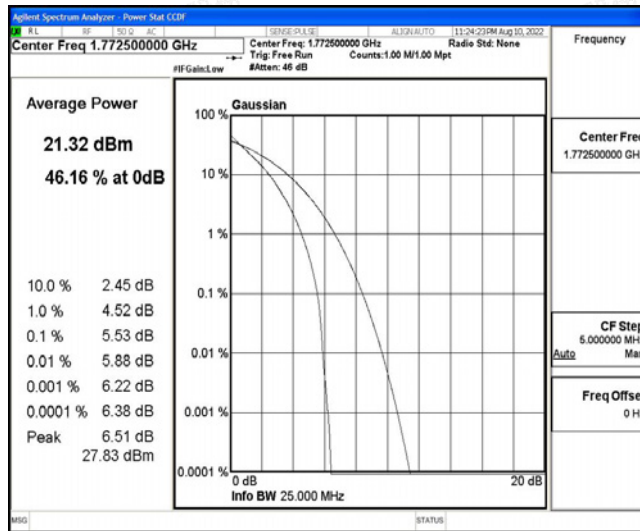 Agilent Spectrum Analyzer - Power Stat CCDF
RL RF 50 Ω AC SENSE:PULSE ALIGN AUTO 11:24:23 PM Aug 10, 2022
Center Freq 1.772500000 GHz
Center Freq: 1.772500000 GHz Radio Std: None
Trig: Free Run Counts:1.00 M/1.00 Mpt
#IFGain:Low #Atten: 46 dB
Frequency
Average Power
21.32 dBm
46.16 % at 0dB
10.0 % 2.45 dB
1.0 % 4.52 dB
0.1 % 5.53 dB
0.01 % 5.88 dB
0.001 % 6.22 dB
0.0001 % 6.38 dB
Peak 6.51 dB
27.83 dBm
Gaussian
100 %
10 %
1 %
0.1 %
0.01 %
0.001 %
0.0001 %
0 dB 20 dB
Info BW 25.000 MHz
Center Freq
1.772500000 GH
CF Step
5.000000 MH
Auto Ma
Freq Offse
0 H
MSG STATUS